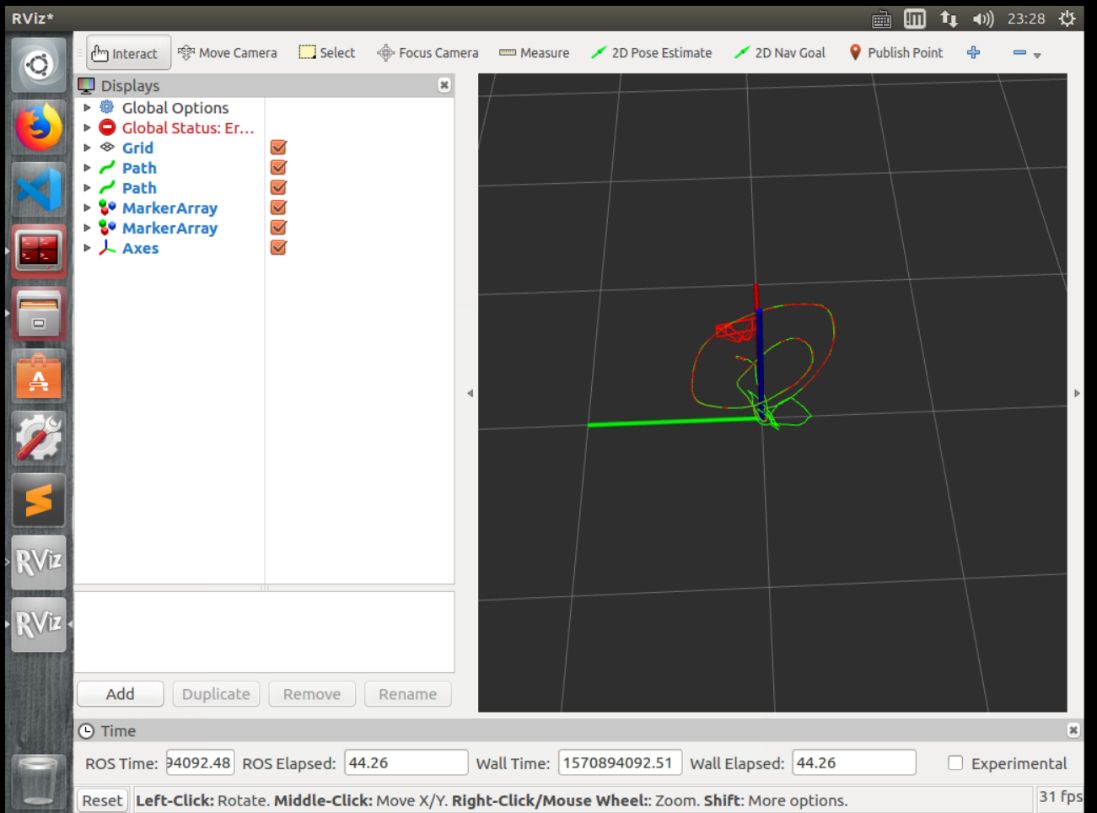 RViz*
23:28
Interact Move Camera Select Focus Camera Measure 2D Pose Estimate 2D Nav Goal Publish Point
Displays
Global Options
Global Status: Er...
Grid
Path
Path
MarkerArray
MarkerArray
Axes
RViz
RViz
Add Duplicate Remove Rename
Time
ROS Time: 94092.48 ROS Elapsed: 44.26 Wall Time: 1570894092.51 Wall Elapsed: 44.26 Experimental
Reset Left-Click: Rotate. Middle-Click: Move X/Y. Right-Click/Mouse Wheel:: Zoom. Shift: More options. 31 fps